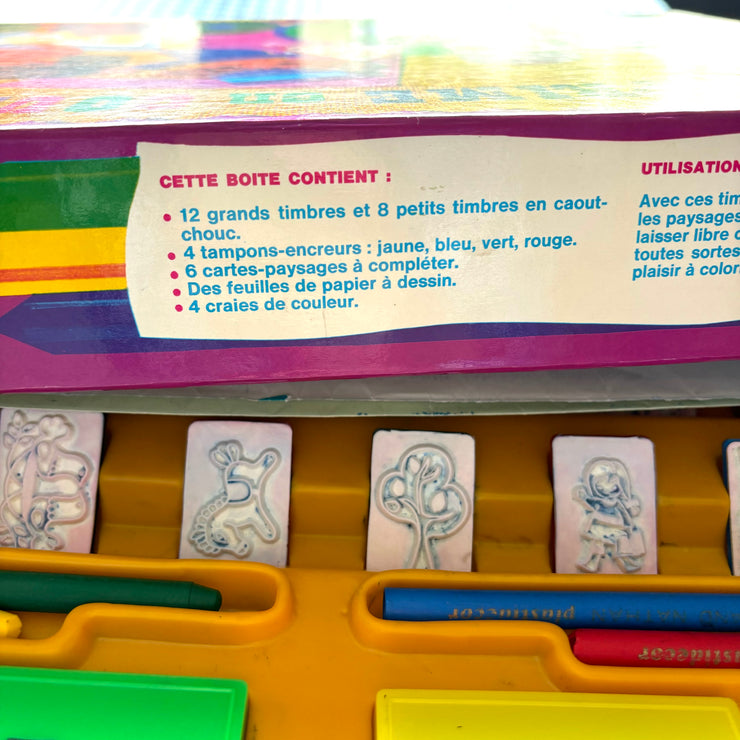 CETTE BOITE CONTIENT :
• 12 grands timbres et 8 petits timbres en caout-
chouc.
• 4 tampons-encreurs : jaune, bleu, vert, rouge.
• 6 cartes-paysages à compléter.
• Des feuilles de papier à dessin.
• 4 craies de couleur.
UTILISATION
Avec ces tim
les paysages
laisser libre
toutes sortes
plaisir à color
plastidecor